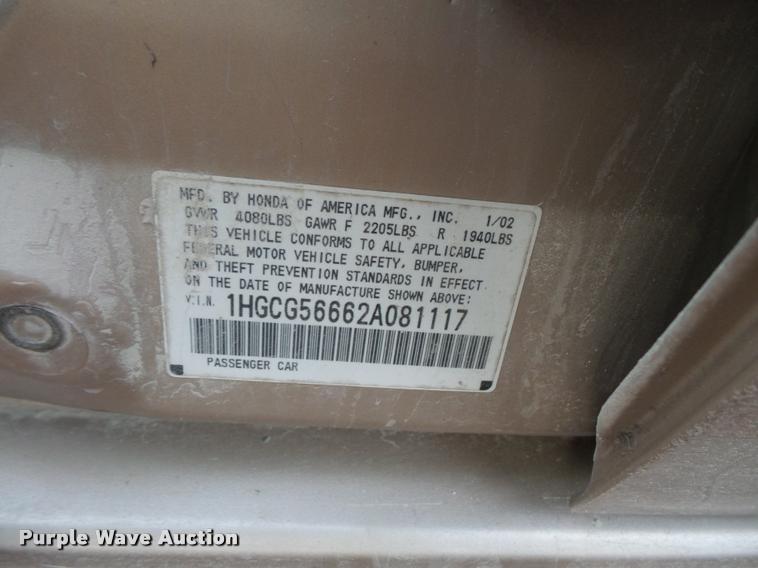 MFD. BY HONDA OF AMERICA MFG., INC. 1/02
GVWR 4080LBS GAWR F 2205LBS R 1940LBS
THIS VEHICLE CONFORMS TO ALL APPLICABLE
FEDERAL MOTOR VEHICLE SAFETY, BUMPER,
AND THEFT PREVENTION STANDARDS IN EFFECT
ON THE DATE OF MANUFACTURE SHOWN ABOVE:
V.I.N. 1HGCG56662A081117
PASSENGER CAR
Purple Wave Auction